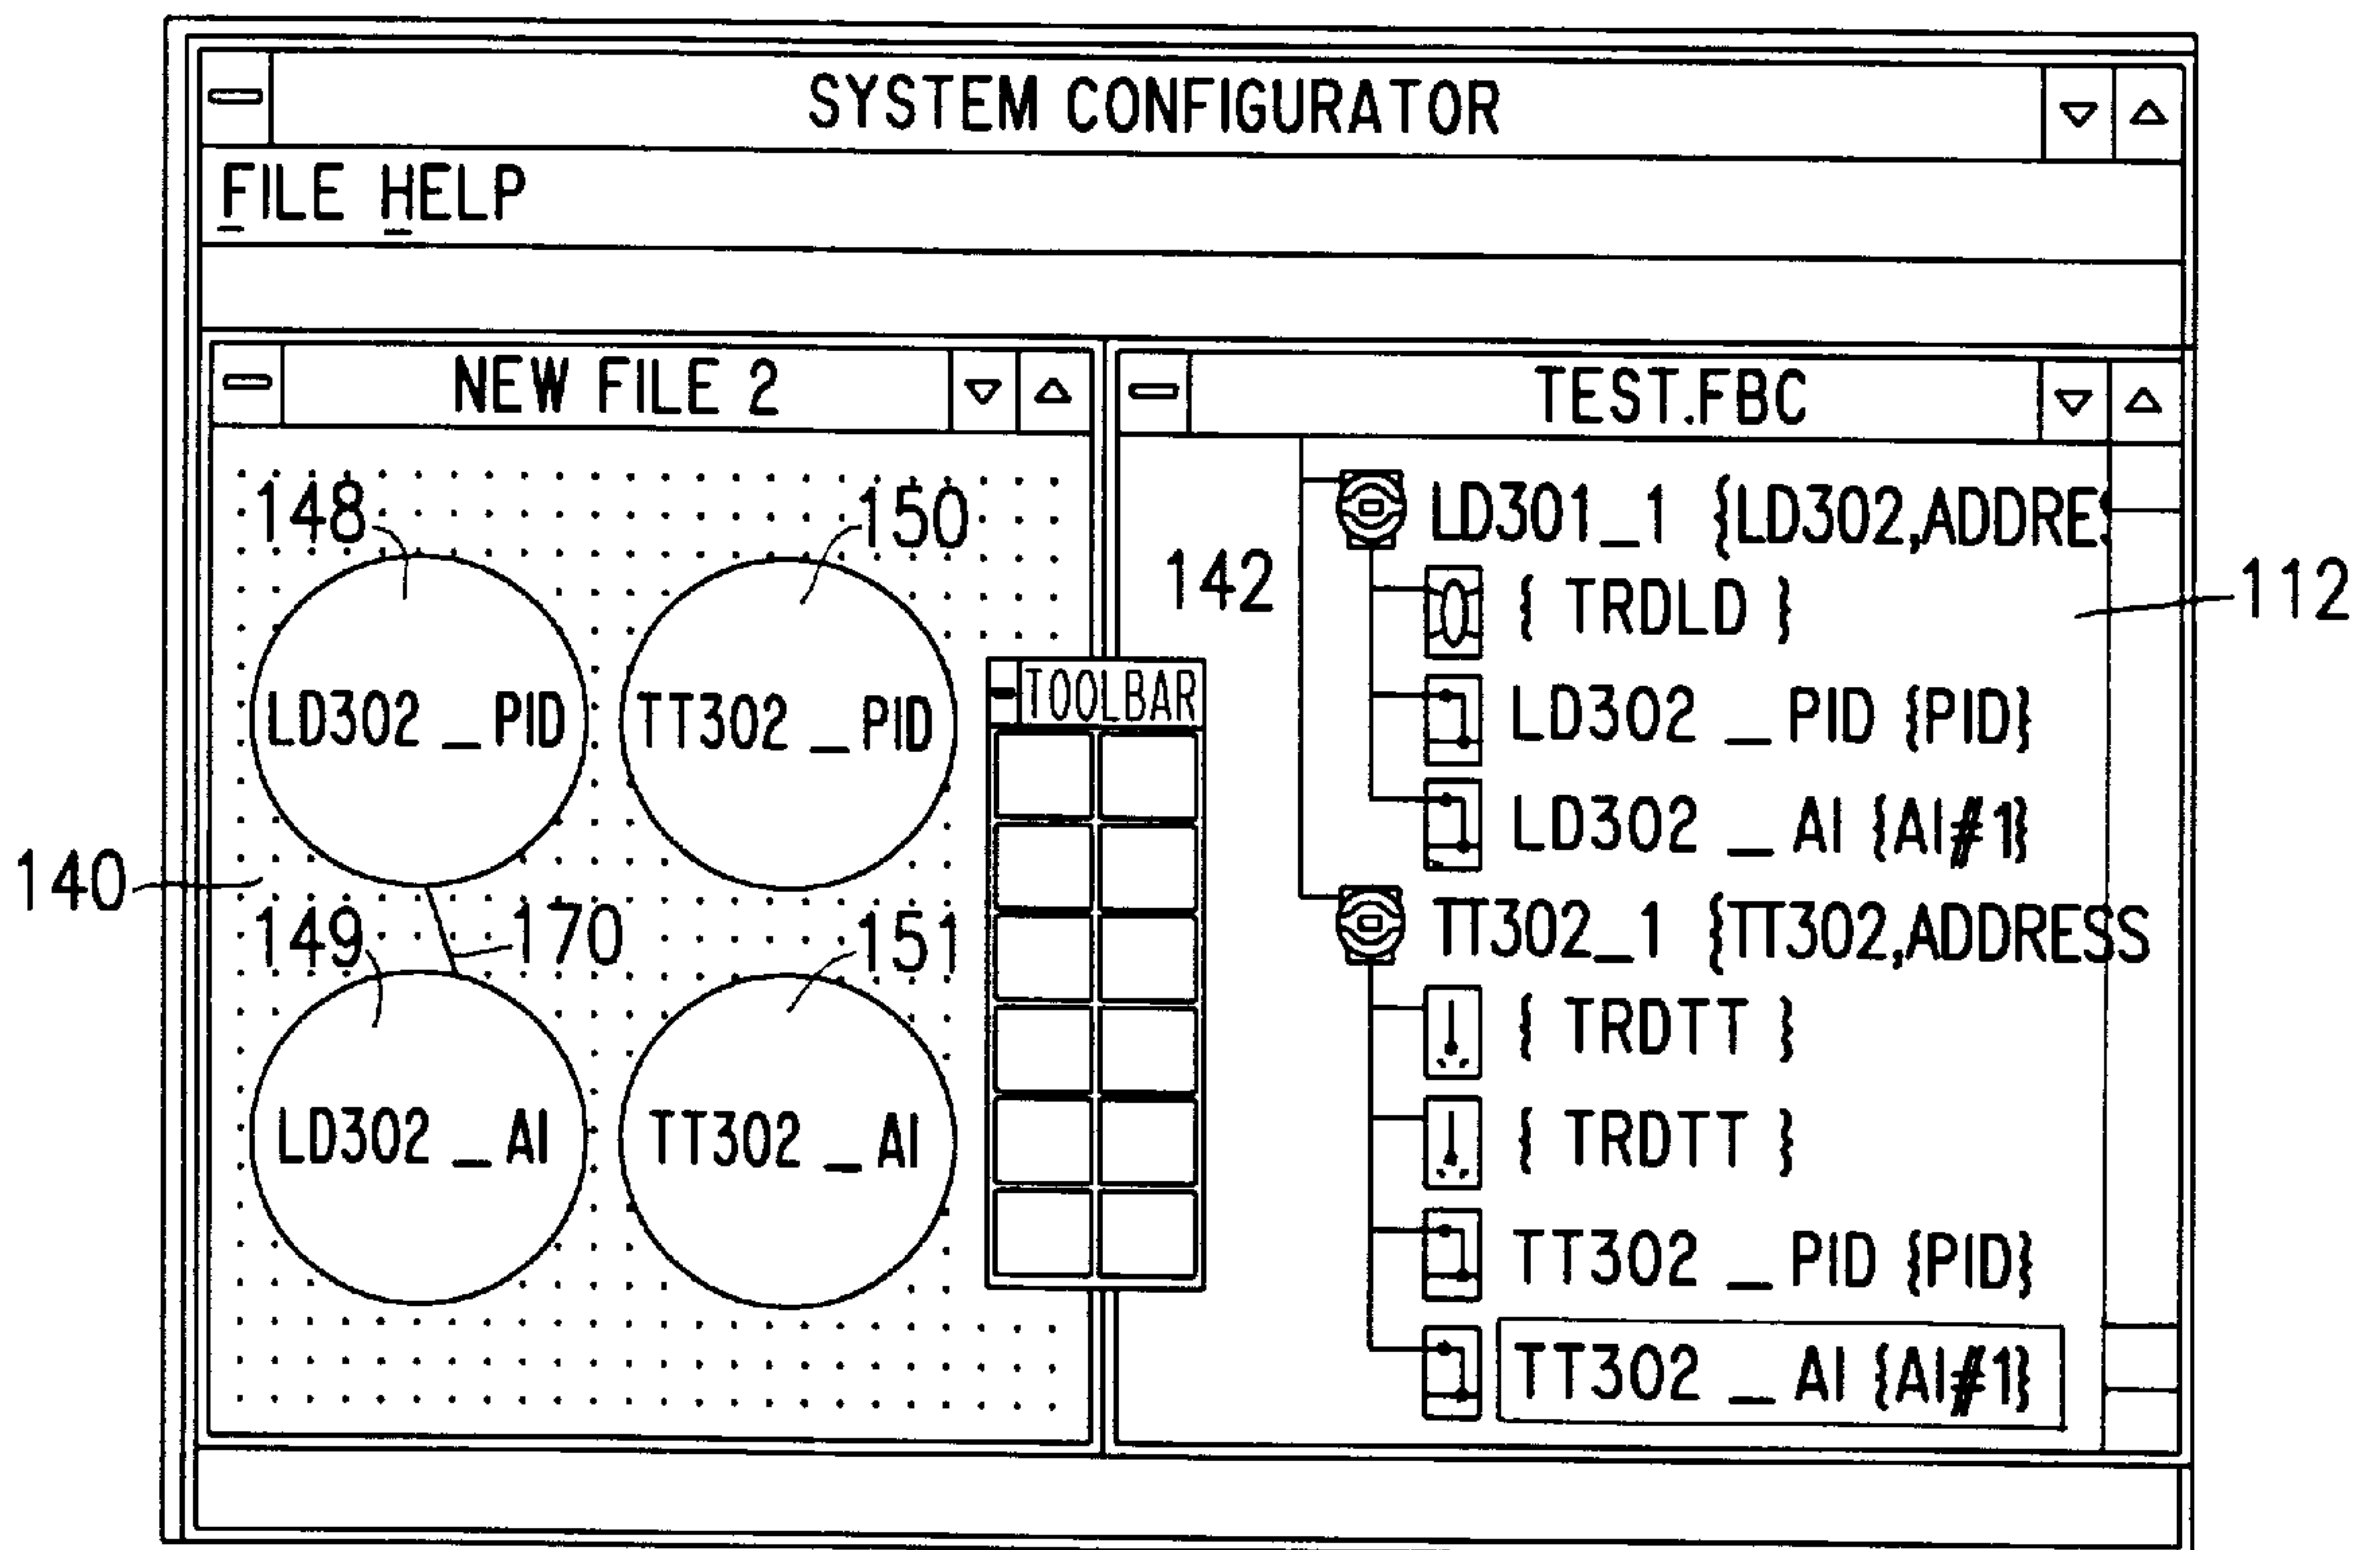 SYSTEM CONFIGURATOR
FILE HELP
NEW FILE 2
148
150
LD302 _ PID
TT302 _ PID
140
149
170
151
LD302 _ AI
TT302 _ AI
TOOLBAR
TEST.FBC
142
LD301_1 {LD302,ADDRES
{ TRDLD }
112
LD302 _ PID {PID}
LD302 _ AI {AI#1}
TT302_1 {TT302,ADDRESS
{ TRDTT }
{ TRDTT }
TT302 _ PID {PID}
TT302 _ AI {AI#1}